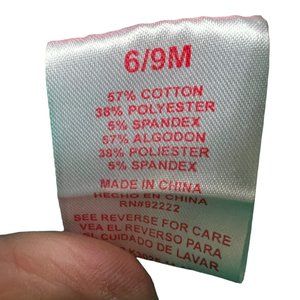 6/9M
57% COTTON
38% POLYESTER
5% SPANDEX
57% ALGODON
38% POLIESTER
5% SPANDEX
MADE IN CHINA
HECHO EN CHINA
RN#92222
SEE REVERSE FOR CARE
VEA EL REVERSO PARA
EL CUIDADO DE LAVAR